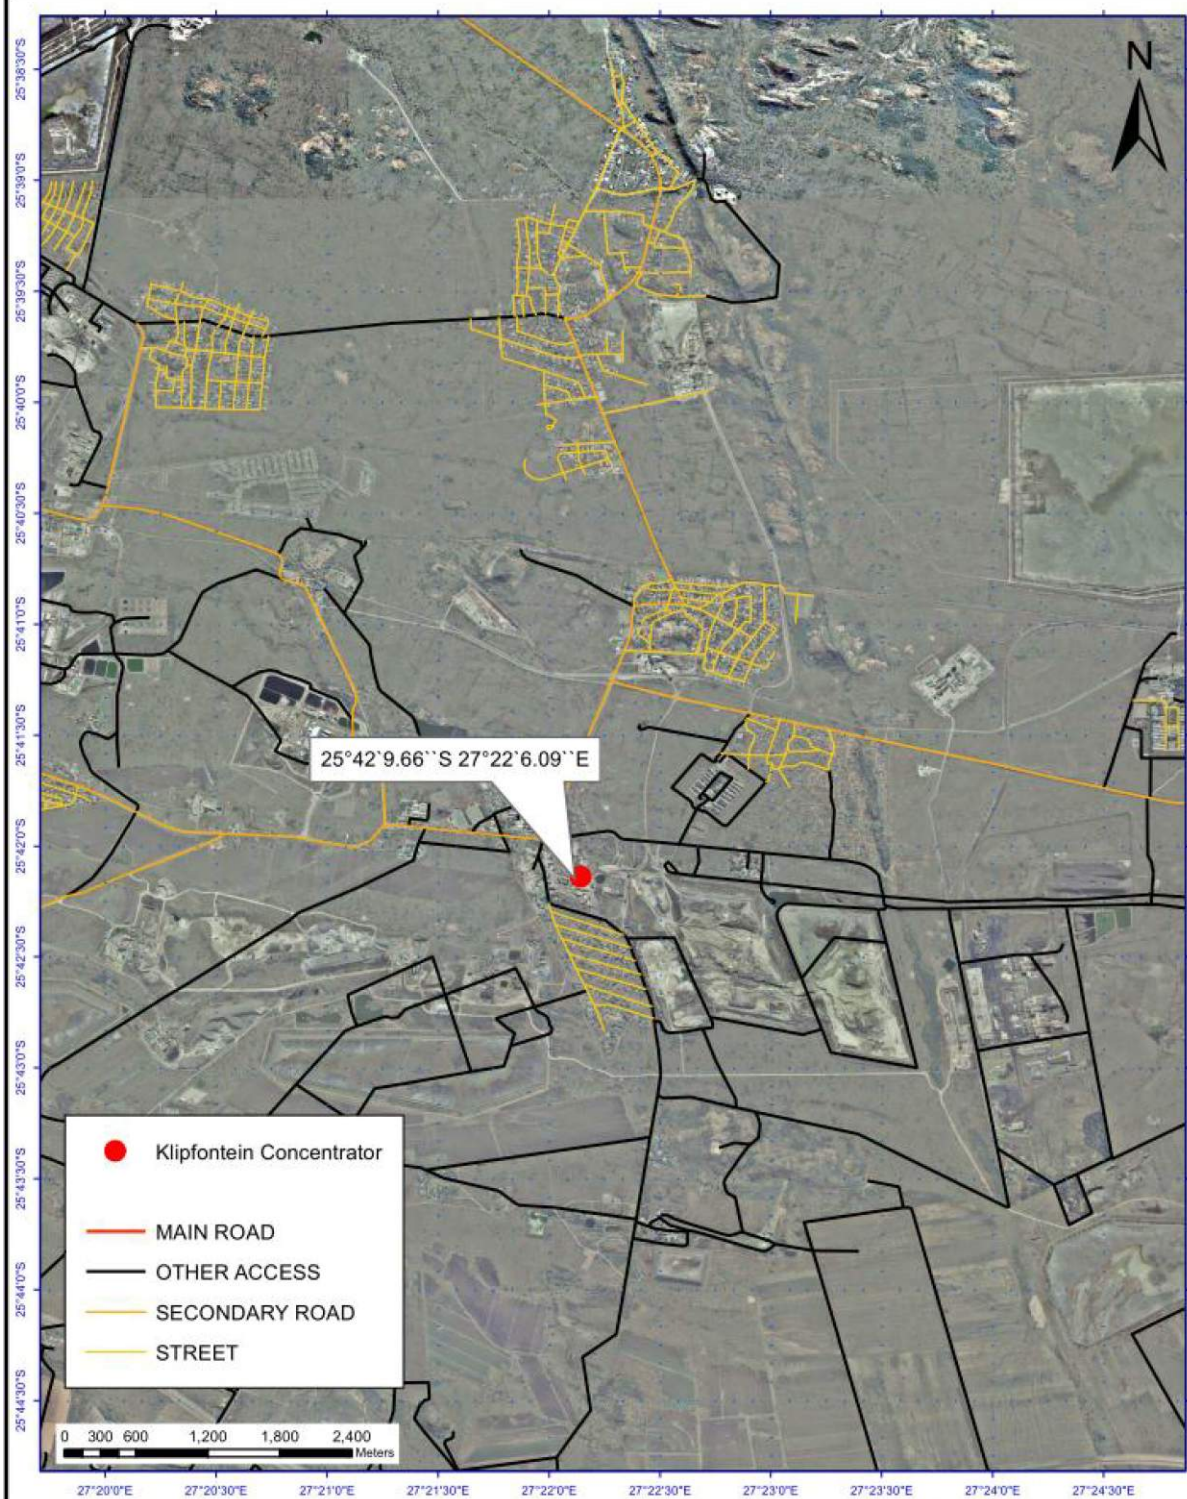 N
25°38'30"S
25°39'0"S
25°39'30"S
25°40'0"S
25°40'30"S
25°41'0"S
25°41'30"S
25°42'0"S
25°42'30"S
25°43'0"S
25°43'30"S
25°44'0"S
25°44'30"S
25°42`9.66``S 27°22`6.09``E
Klipfontein Concentrator
MAIN ROAD
OTHER ACCESS
SECONDARY ROAD
STREET
0 300 600 1,200 1,800 2,400
Meters
27°20'0"E 27°20'30"E 27°21'0"E 27°21'30"E 27°22'0"E 27°22'30"E 27°23'0"E 27°23'30"E 27°24'0"E 27°24'30"E